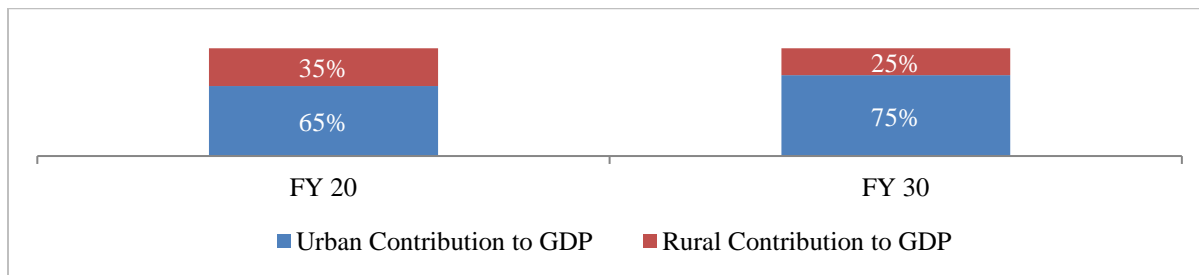 35%
25%
65%
75%
FY 20
FY 30
Urban Contribution to GDP
Rural Contribution to GDP